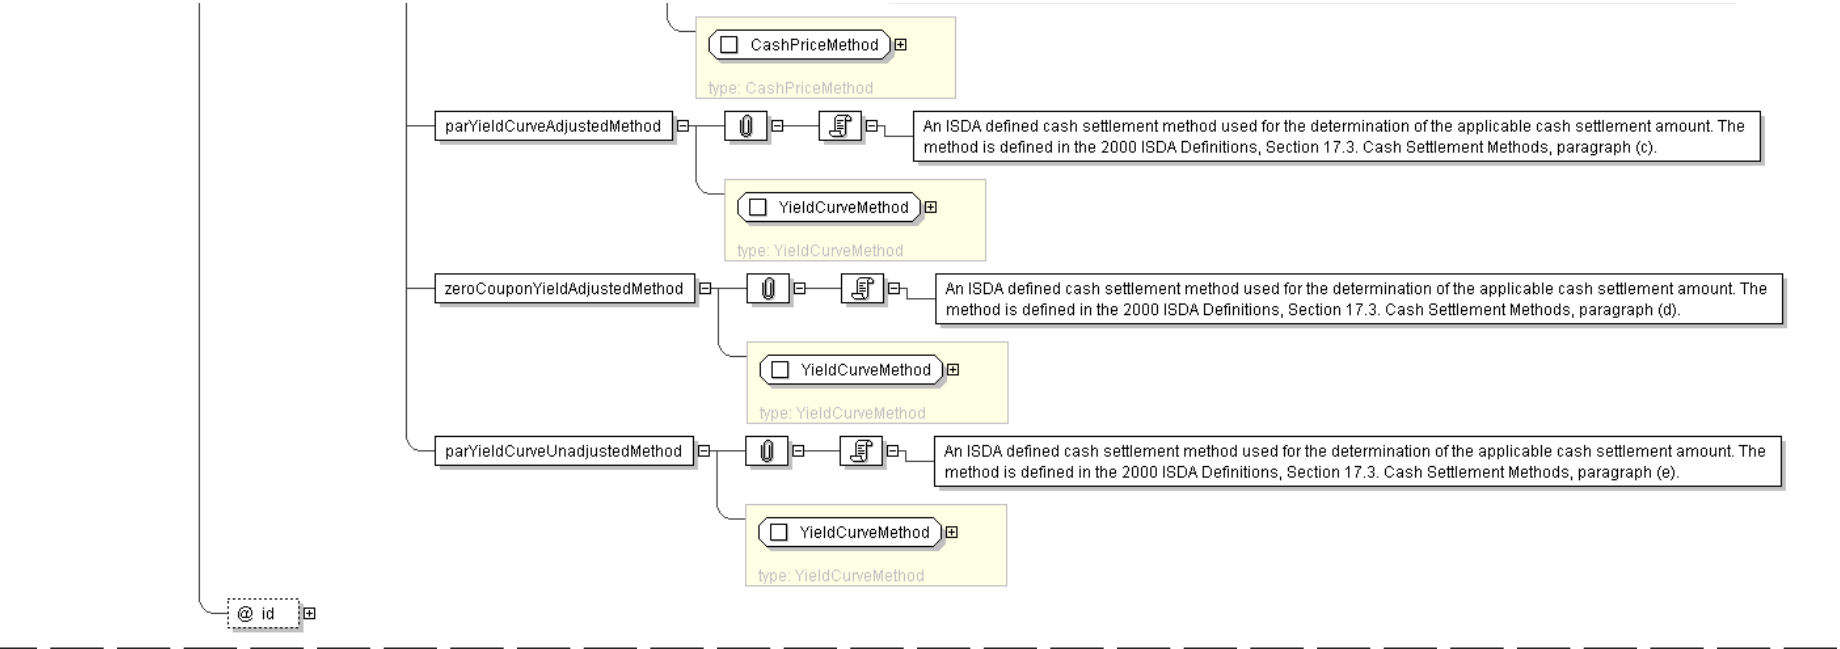 CashPriceMethod
type: CashPriceMethod
parYieldCurveAdjustedMethod
An ISDA defined cash settlement method used for the determination of the applicable cash settlement amount. The
method is defined in the 2000 ISDA Definitions, Section 17.3. Cash Settlement Methods, paragraph (c).
YieldCurveMethod
type: YieldCurveMethod
zeroCouponYieldAdjustedMethod
An ISDA defined cash settlement method used for the determination of the applicable cash settlement amount. The
method is defined in the 2000 ISDA Definitions, Section 17.3. Cash Settlement Methods, paragraph (d).
YieldCurveMethod
type: YieldCurveMethod
parYieldCurveUnadjustedMethod
An ISDA defined cash settlement method used for the determination of the applicable cash settlement amount. The
method is defined in the 2000 ISDA Definitions, Section 17.3. Cash Settlement Methods, paragraph (e).
YieldCurveMethod
type: YieldCurveMethod
@ id